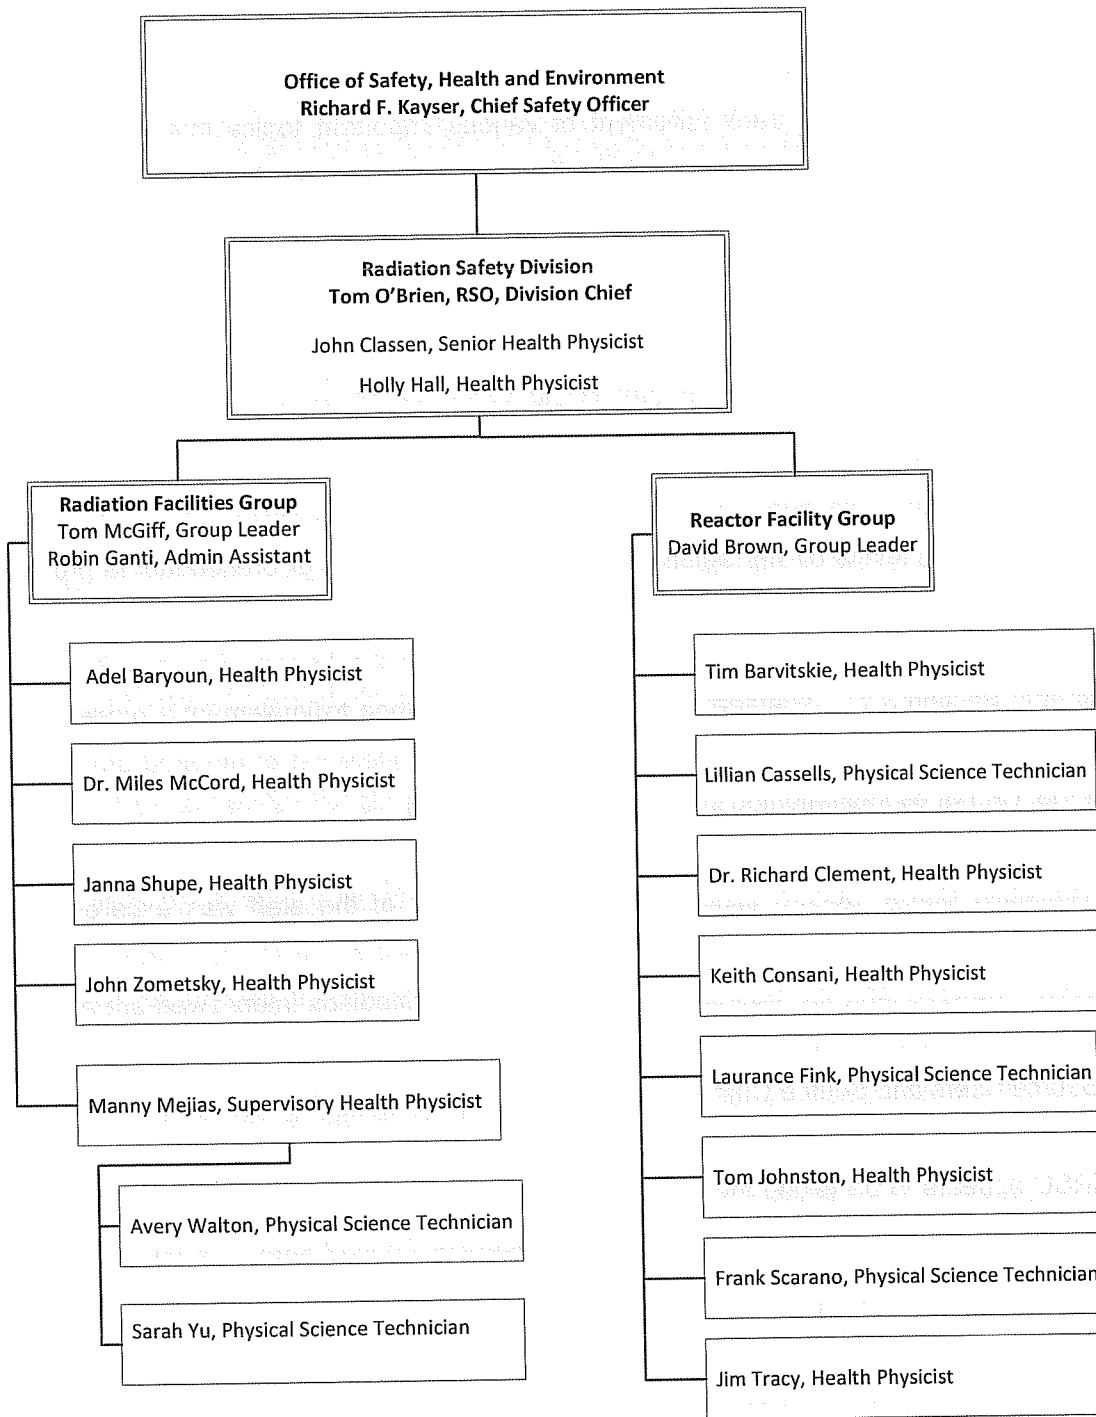 Office of Safety, Health and Environment
Richard F. Kayser, Chief Safety Officer
Radiation Safety Division
Tom O’Brien, RSO, Division Chief
John Classen, Senior Health Physicist
Holly Hall, Health Physicist
Radiation Facilities Group
Tom McGiff, Group Leader
Robin Ganti, Admin Assistant
Adel Baryoun, Health Physicist
Dr. Miles McCord, Health Physicist
Janna Shupe, Health Physicist
John Zometsky, Health Physicist
Manny Mejias, Supervisory Health Physicist
Avery Walton, Physical Science Technician
Sarah Yu, Physical Science Technician
Reactor Facility Group
David Brown, Group Leader
Tim Barvitskie, Health Physicist
Lillian Cassells, Physical Science Technician
Dr. Richard Clement, Health Physicist
Keith Consani, Health Physicist
Laurance Fink, Physical Science Technician
Tom Johnston, Health Physicist
Frank Scarano, Physical Science Technician
Jim Tracy, Health Physicist